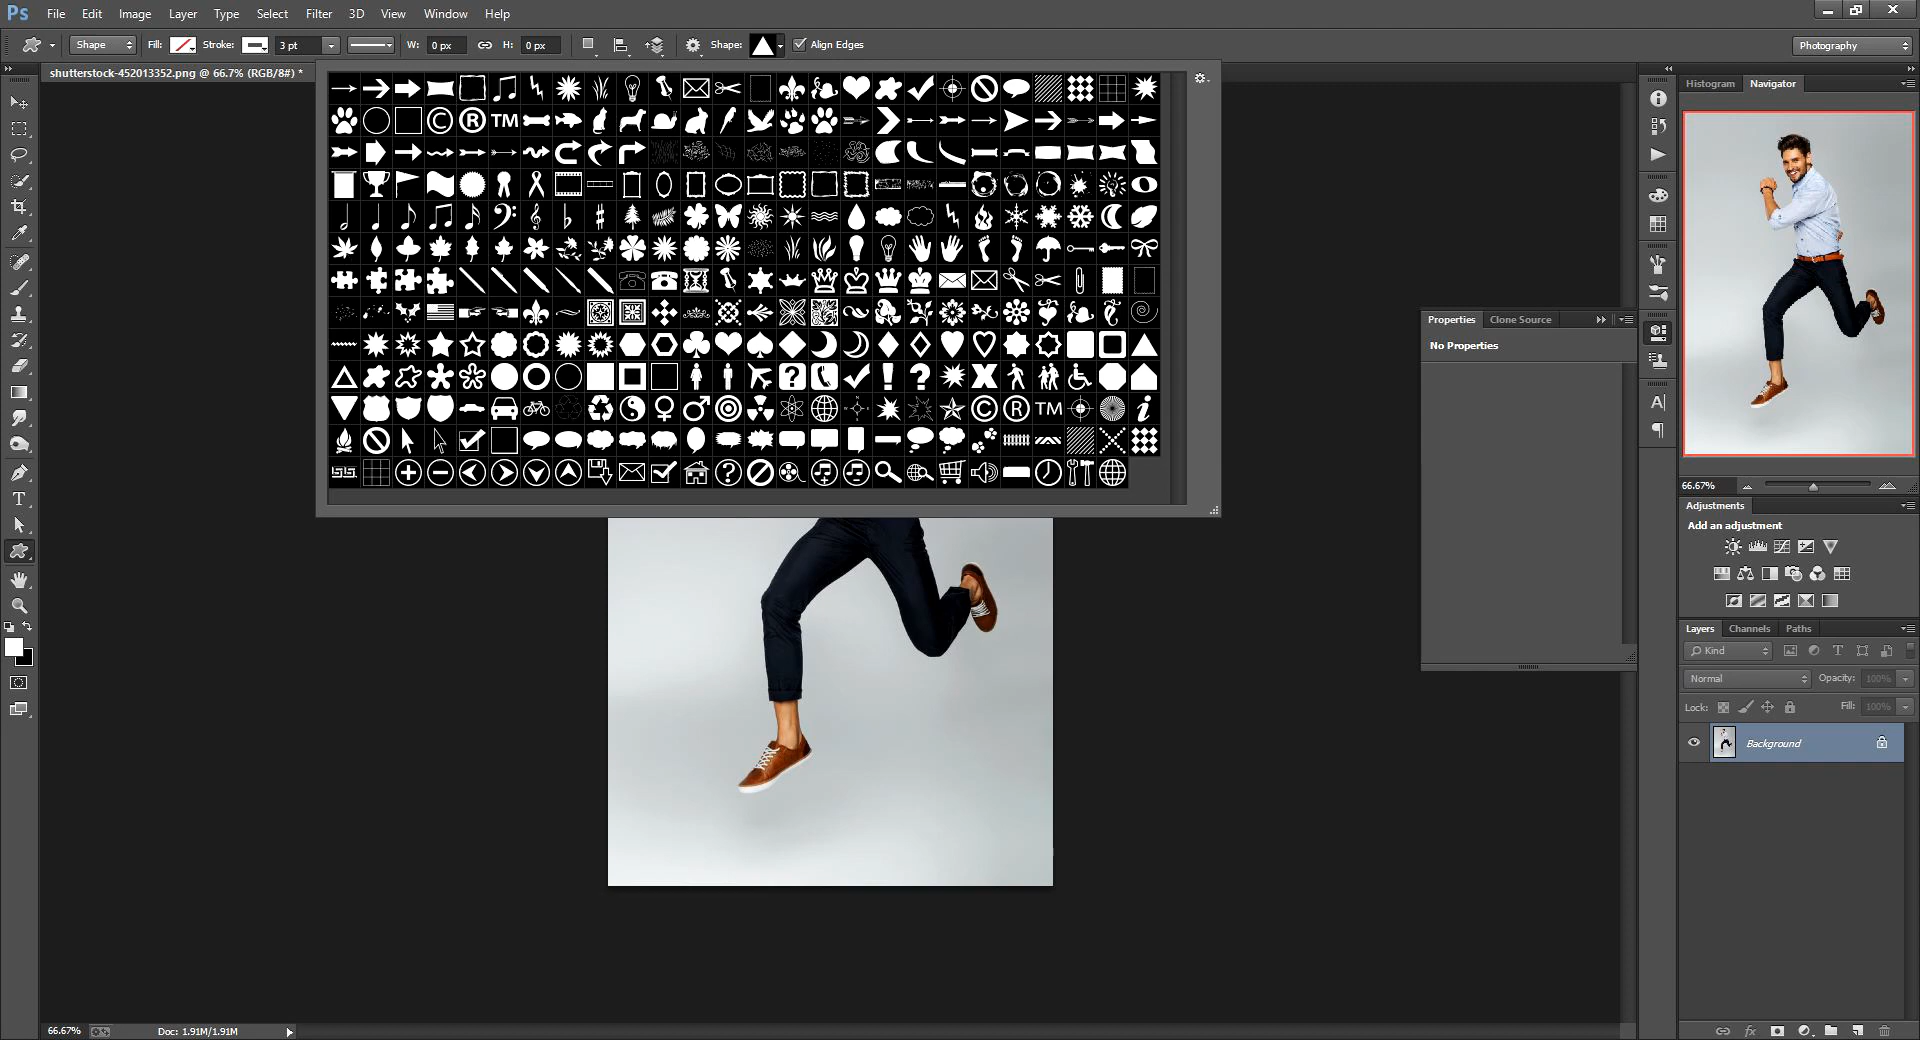 Ps File Edit Image Layer Type Select Filter 3D View Window Help
Shape Fill: Stroke: 3 pt W: 0 px H: 0 px Shape: Align Edges Photography
shutterstock-452013352.png @ 66.7% (RGB/8#) *
Histogram Navigator
TM
Properties Clone Source
No Properties
66.67%
Adjustments
Add an adjustment
TM
Layers Channels Paths
Kind
Normal Opacity: 100%
Lock: Fill: 100%
Background
66.67% Doc: 1.91M/1.91M
fx